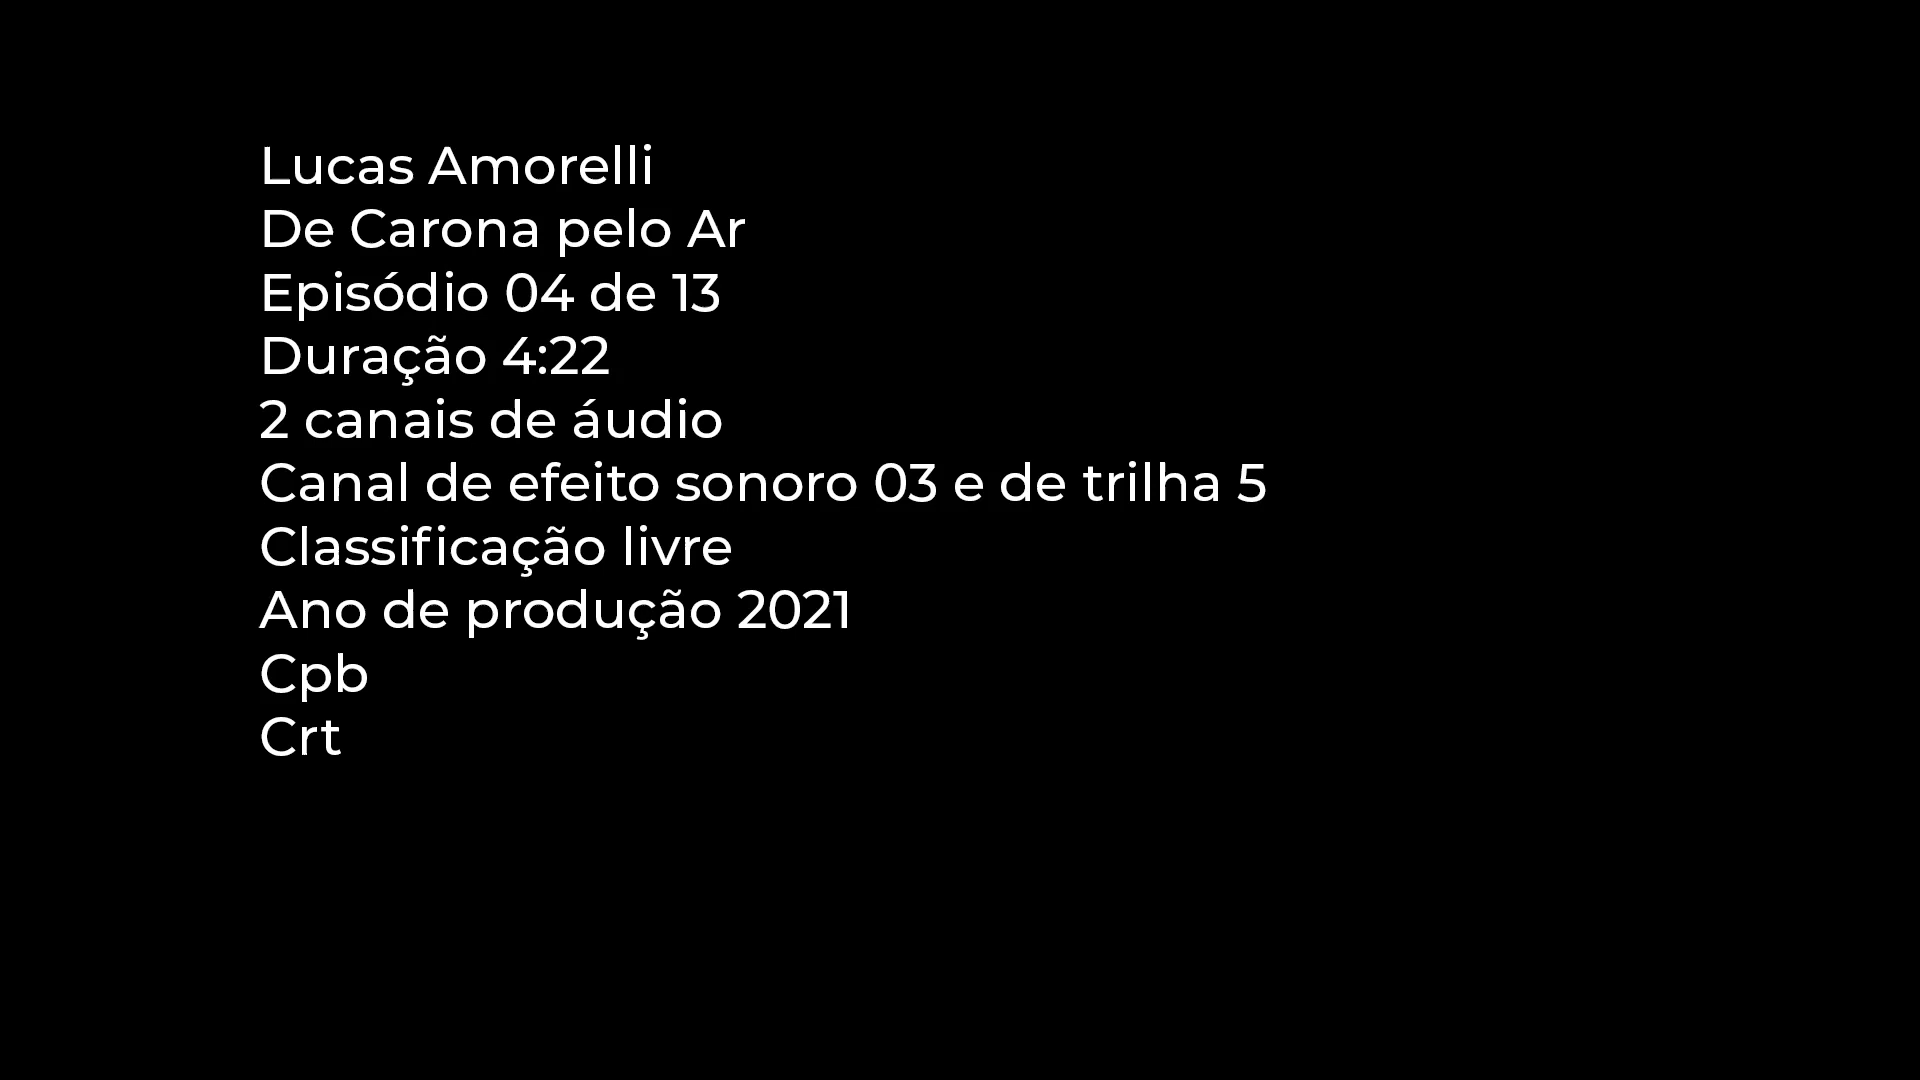 Lucas Amorelli
De Carona pelo Ar
Episódio 04 de 13
Duração 4:22
2 canais de áudio
Canal de efeito sonoro 03 e de trilha 5
Classificação livre
Ano de produção 2021
Cpb
Crt